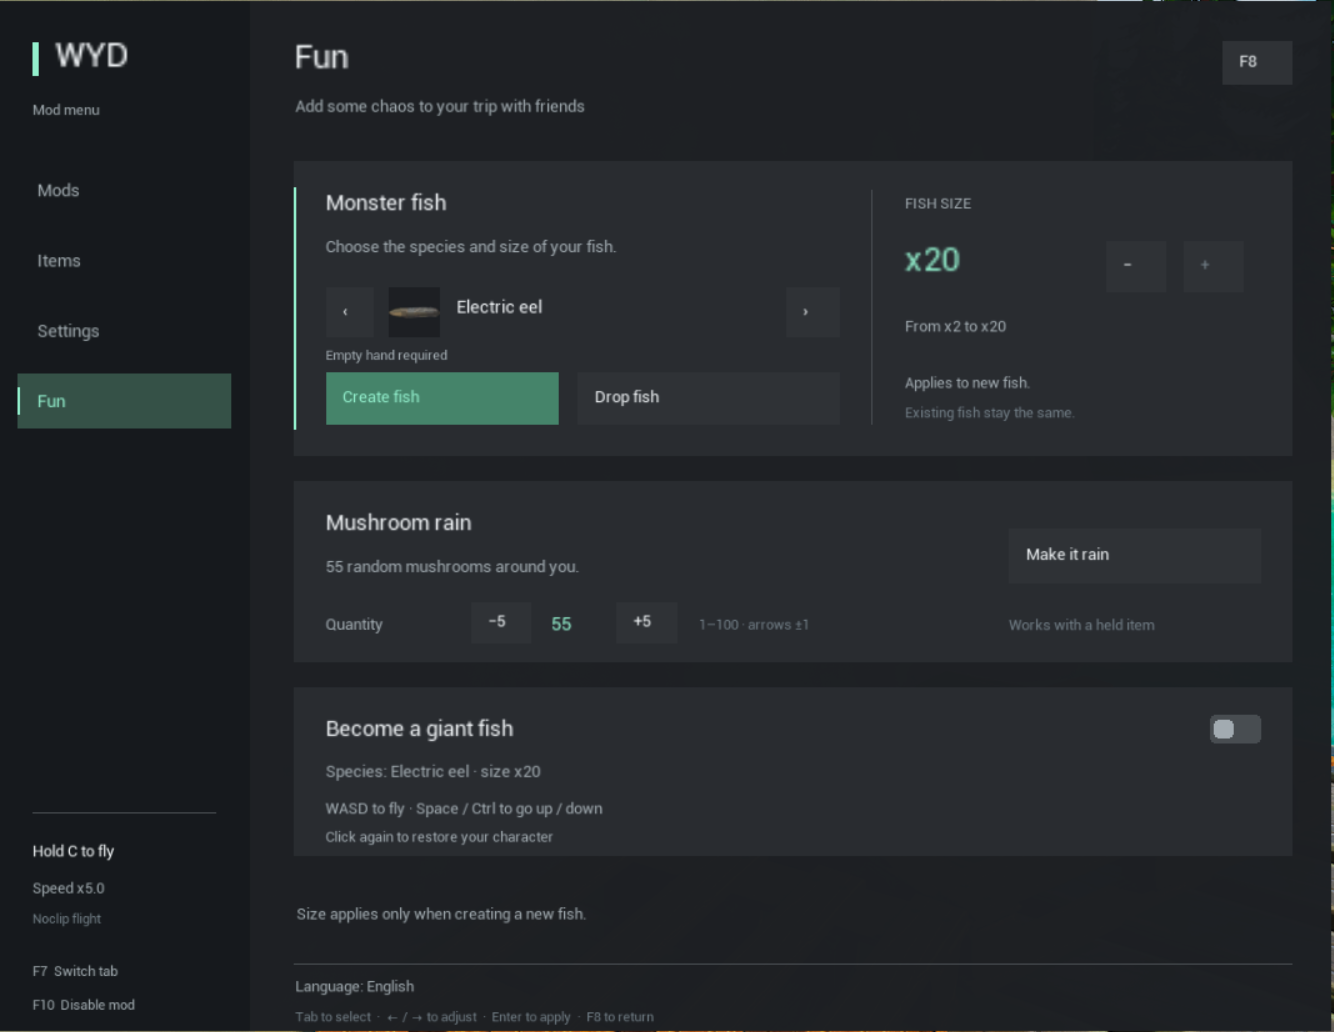 WYD
Mod menu
Mods
Items
Settings
Fun
Hold C to fly
Speed x5.0
Noclip flight
F7 Switch tab
F10 Disable mod
Fun
F8
Add some chaos to your trip with friends
Monster fish
Choose the species and size of your fish.
‹
Electric eel
›
Empty hand required
Create fish
Drop fish
FISH SIZE
x20
-
+
From x2 to x20
Applies to new fish.
Existing fish stay the same.
Mushroom rain
55 random mushrooms around you.
Quantity
−5
55
+5
1–100 · arrows ±1
Make it rain
Works with a held item
Become a giant fish
Species: Electric eel · size x20
WASD to fly · Space / Ctrl to go up / down
Click again to restore your character
Size applies only when creating a new fish.
Language: English
Tab to select · ← / → to adjust · Enter to apply · F8 to return